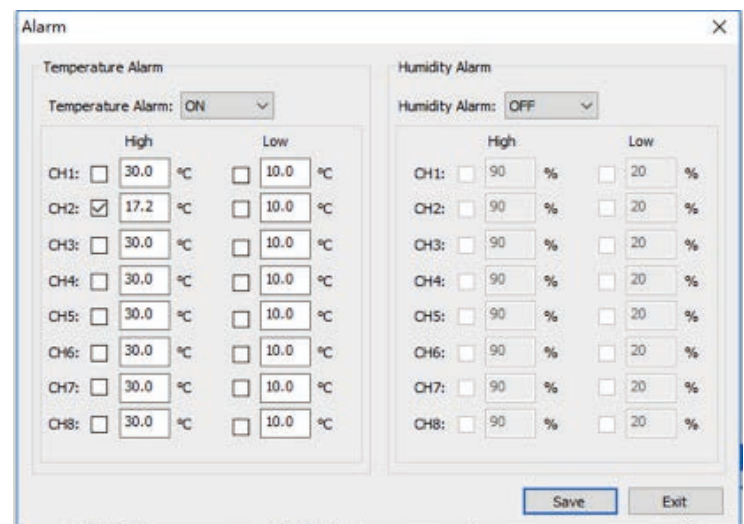 Alarm
Temperature Alarm
Humidity Alarm
Temperature Alarm: ON
Humidity Alarm: OFF
High Low High Low
CH1: 30.0 ℃ 10.0 ℃ CH1: 90 % 20 %
CH2: 17.2 ℃ 10.0 ℃ CH2: 90 % 20 %
CH3: 30.0 ℃ 10.0 ℃ CH3: 90 % 20 %
CH4: 30.0 ℃ 10.0 ℃ CH4: 90 % 20 %
CH5: 30.0 ℃ 10.0 ℃ CH5: 90 % 20 %
CH6: 30.0 ℃ 10.0 ℃ CH6: 90 % 20 %
CH7: 30.0 ℃ 10.0 ℃ CH7: 90 % 20 %
CH8: 30.0 ℃ 10.0 ℃ CH8: 90 % 20 %
Save Exit